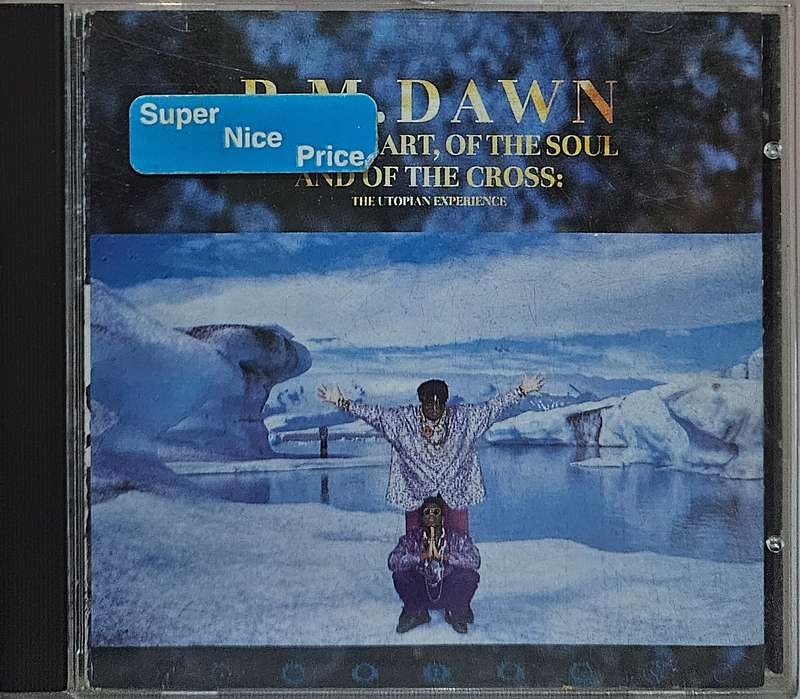 P.M. DAWN
Super
Nice
Price
ART, OF THE SOUL
AND OF THE CROSS:
THE UTOPIAN EXPERIENCE